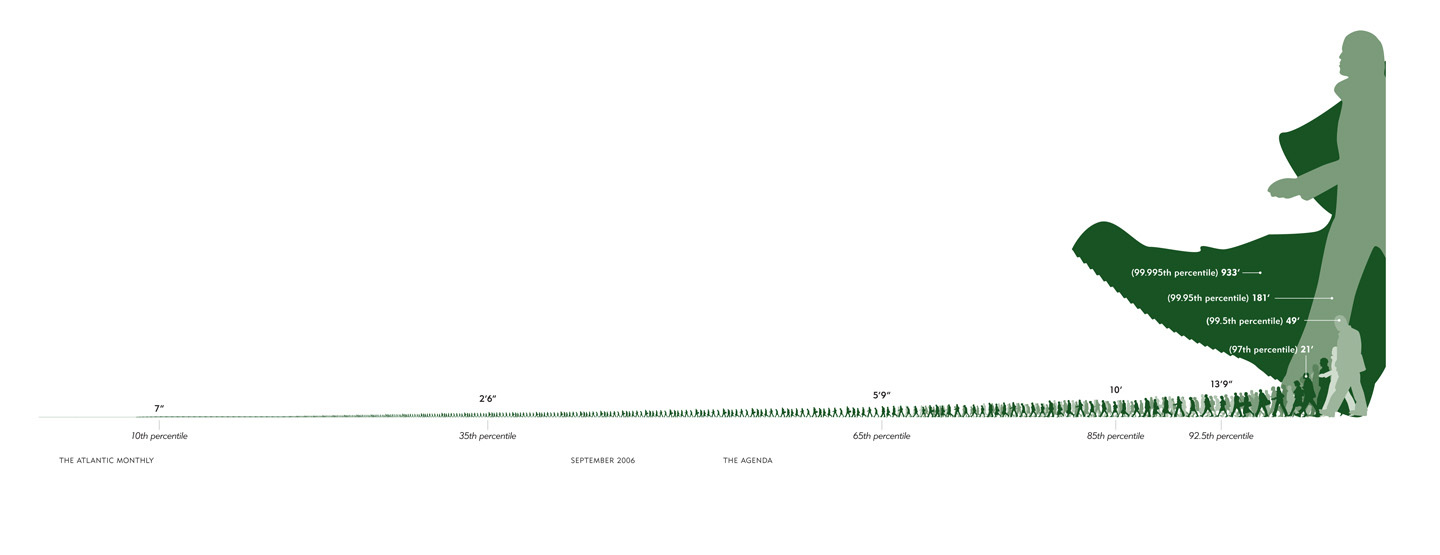 (99.995th percentile) 933’
(99.95th percentile) 181’
(99.5th percentile) 49’
(97th percentile) 21’
7” 2’6” 5’9” 10’ 13’9”
10th percentile 35th percentile 65th percentile 85th percentile 92.5th percentile
THE ATLANTIC MONTHLY SEPTEMBER 2006 THE AGENDA